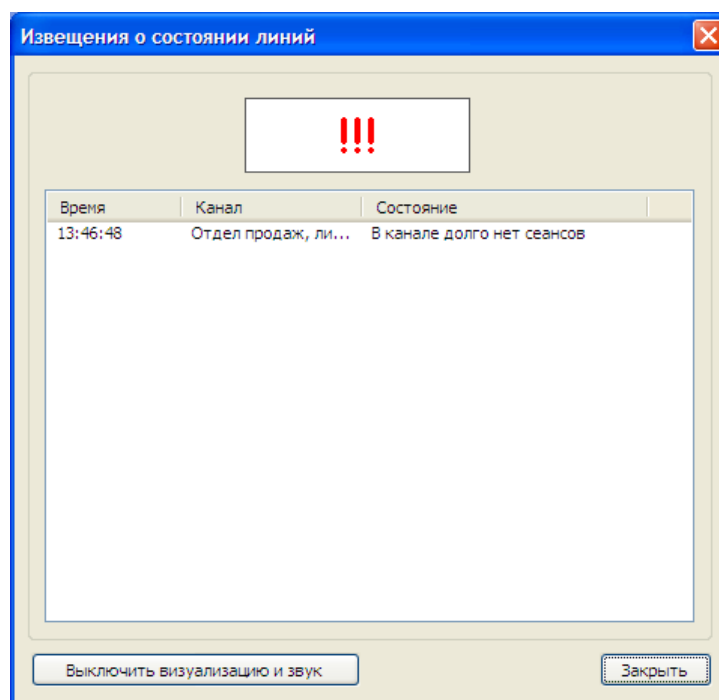 Извещения о состоянии линий
!!!
Время Канал Состояние
13:46:48 Отдел продаж, ли... В канале долго нет сеансов
Выключить визуализацию и звук Закрыть